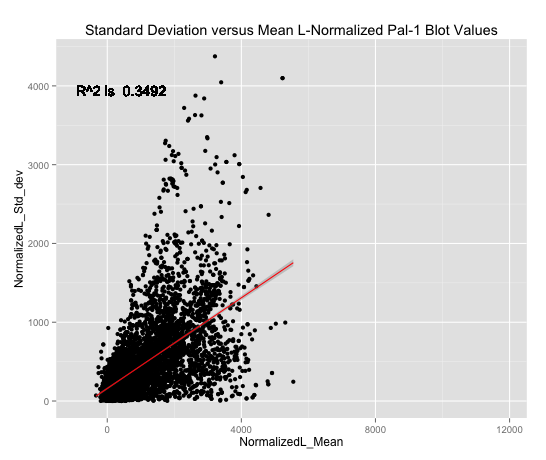 Standard Deviation versus Mean L-Normalized Pal-1 Blot Values
R^2 is 0.3492
NormalizedL_Std_dev
4000
3000
2000
1000
0
0
4000
8000
12000
NormalizedL_Mean